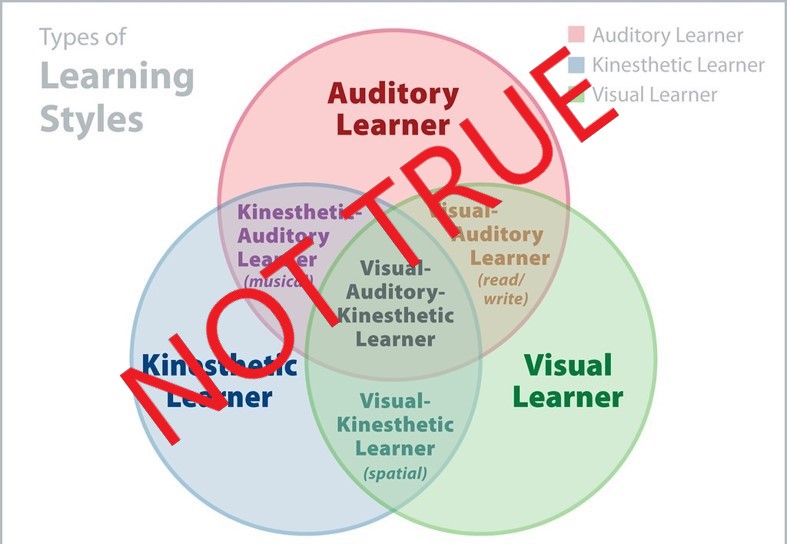 Types of
Learning
Styles
Auditory Learner
Kinesthetic Learner
Visual Learner
Auditory
Learner
Kinesthetic-
Auditory
Learner
(musical)
Visual-
Auditory
Learner
(read/
write)
Visual-
Auditory-
Kinesthetic
Learner
Kinesthetic
Learner
Visual
Learner
Visual-
Kinesthetic
Learner
(spatial)
NOT TRUE